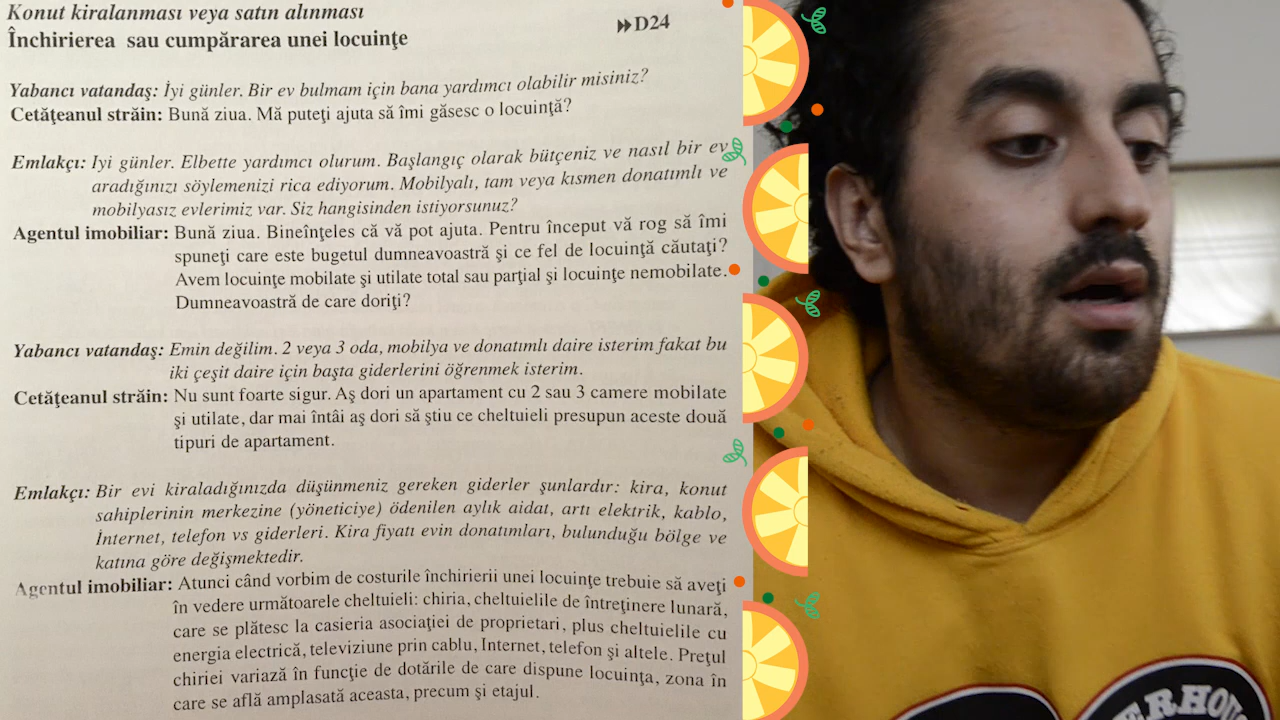 Konut kiralanması veya satın alınması
Închirierea sau cumpărarea unei locuinţe
D24
Yabancı vatandaş: İyi günler. Bir ev bulmam için bana yardımcı olabilir misiniz?
Cetăţeanul străin: Bună ziua. Mă puteţi ajuta să îmi găsesc o locuinţă?
Emlakçı: Iyi günler. Elbette yardımcı olurum. Başlangıç olarak bütçeniz ve nasıl bir ev
aradığınızı söylemenizi rica ediyorum. Mobilyalı, tam veya kısmen donatımlı ve
mobilyasız evlerimiz var. Siz hangisinden istiyorsunuz?
Agentul imobiliar: Bună ziua. Bineînţeles că vă pot ajuta. Pentru început vă rog să îmi
spuneţi care este bugetul dumneavoastră şi ce fel de locuinţă căutaţi?
Avem locuinţe mobilate şi utilate total sau parţial şi locuinţe nemobilate.
Dumneavoastră de care doriţi?
Yabancı vatandaş: Emin değilim. 2 veya 3 oda, mobilya ve donatımlı daire isterim fakat bu
iki çeşit daire için başta giderlerini öğrenmek isterim.
Cetăţeanul străin: Nu sunt foarte sigur. Aş dori un apartament cu 2 sau 3 camere mobilate
şi utilate, dar mai întâi aş dori să ştiu ce cheltuieli presupun aceste două
tipuri de apartament.
Emlakçı: Bir evi kiraladığınızda düşünmeniz gereken giderler şunlardır: kira, konut
sahiplerinin merkezine (yöneticiye) ödenilen aylık aidat, artı elektrik, kablo,
İnternet, telefon vs giderleri. Kira fiyatı evin donatımları, bulunduğu bölge ve
katına göre değişmektedir.
Agentul imobiliar: Atunci când vorbim de costurile închirierii unei locuinţe trebuie să aveţi
în vedere următoarele cheltuieli: chiria, cheltuielile de întreţinere lunară,
care se plătesc la casieria asociaţiei de proprietari, plus cheltuielile cu
energia electrică, televiziune prin cablu, Internet, telefon şi altele. Preţul
chiriei variază în funcţie de dotările de care dispune locuinţa, zona în
care se află amplasată aceasta, precum şi etajul.